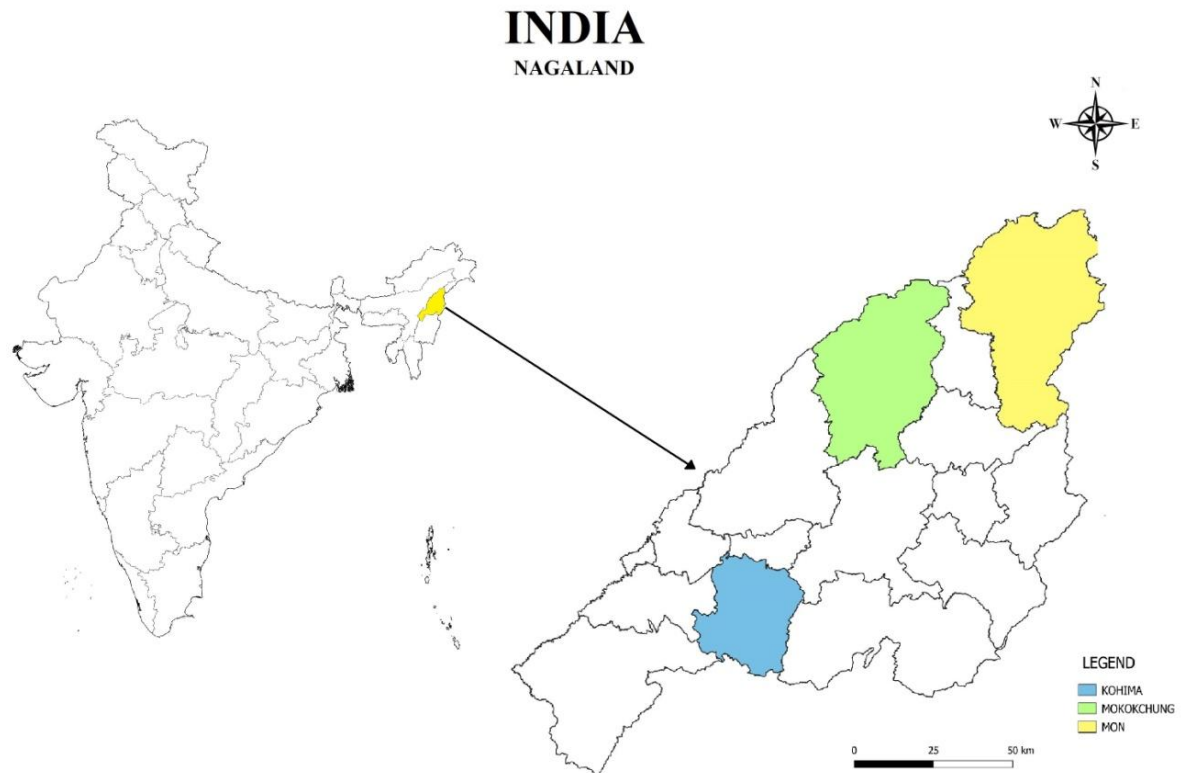 INDIA
NAGALAND
N
W E
S
LEGEND
KOHIMA
MOKOKCHUNG
MON
0 25 50 km